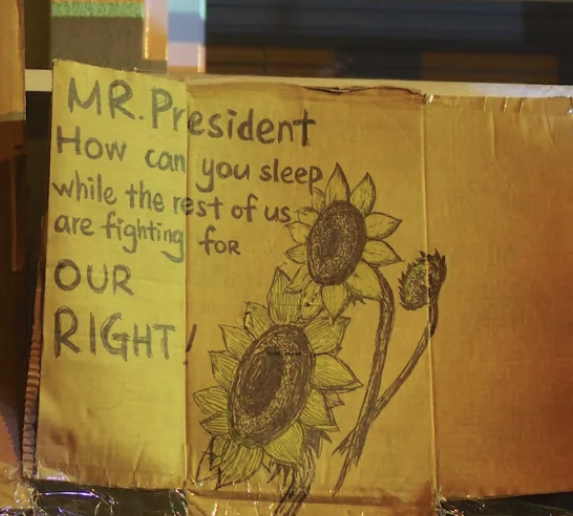 MR. President
How can you sleep
while the rest of us
are fighting for
OUR
RIGHT!